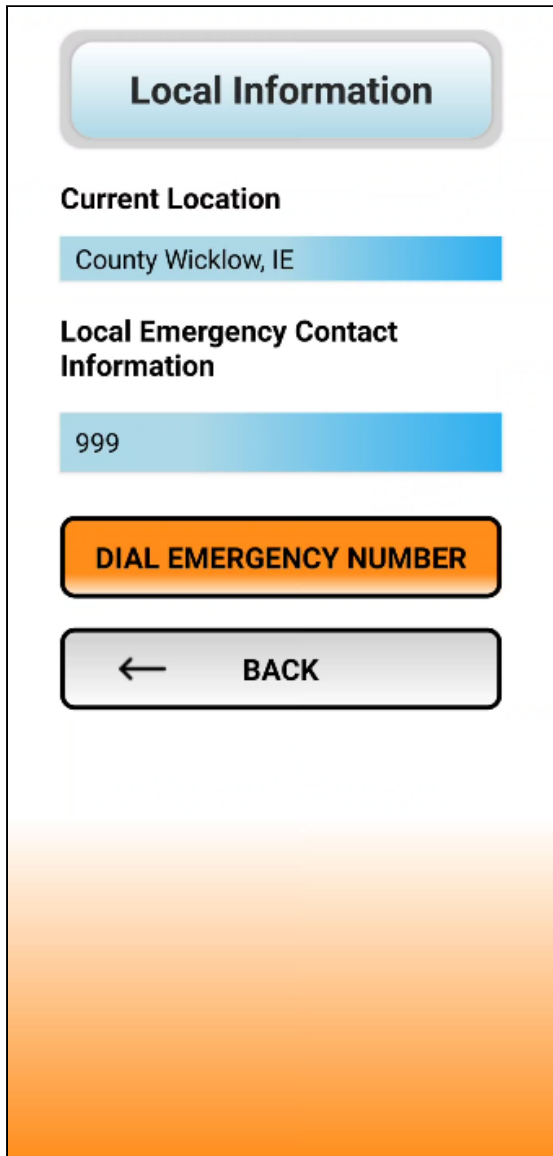 Local Information
Current Location
County Wicklow, IE
Local Emergency Contact
Information
999
DIAL EMERGENCY NUMBER
BACK